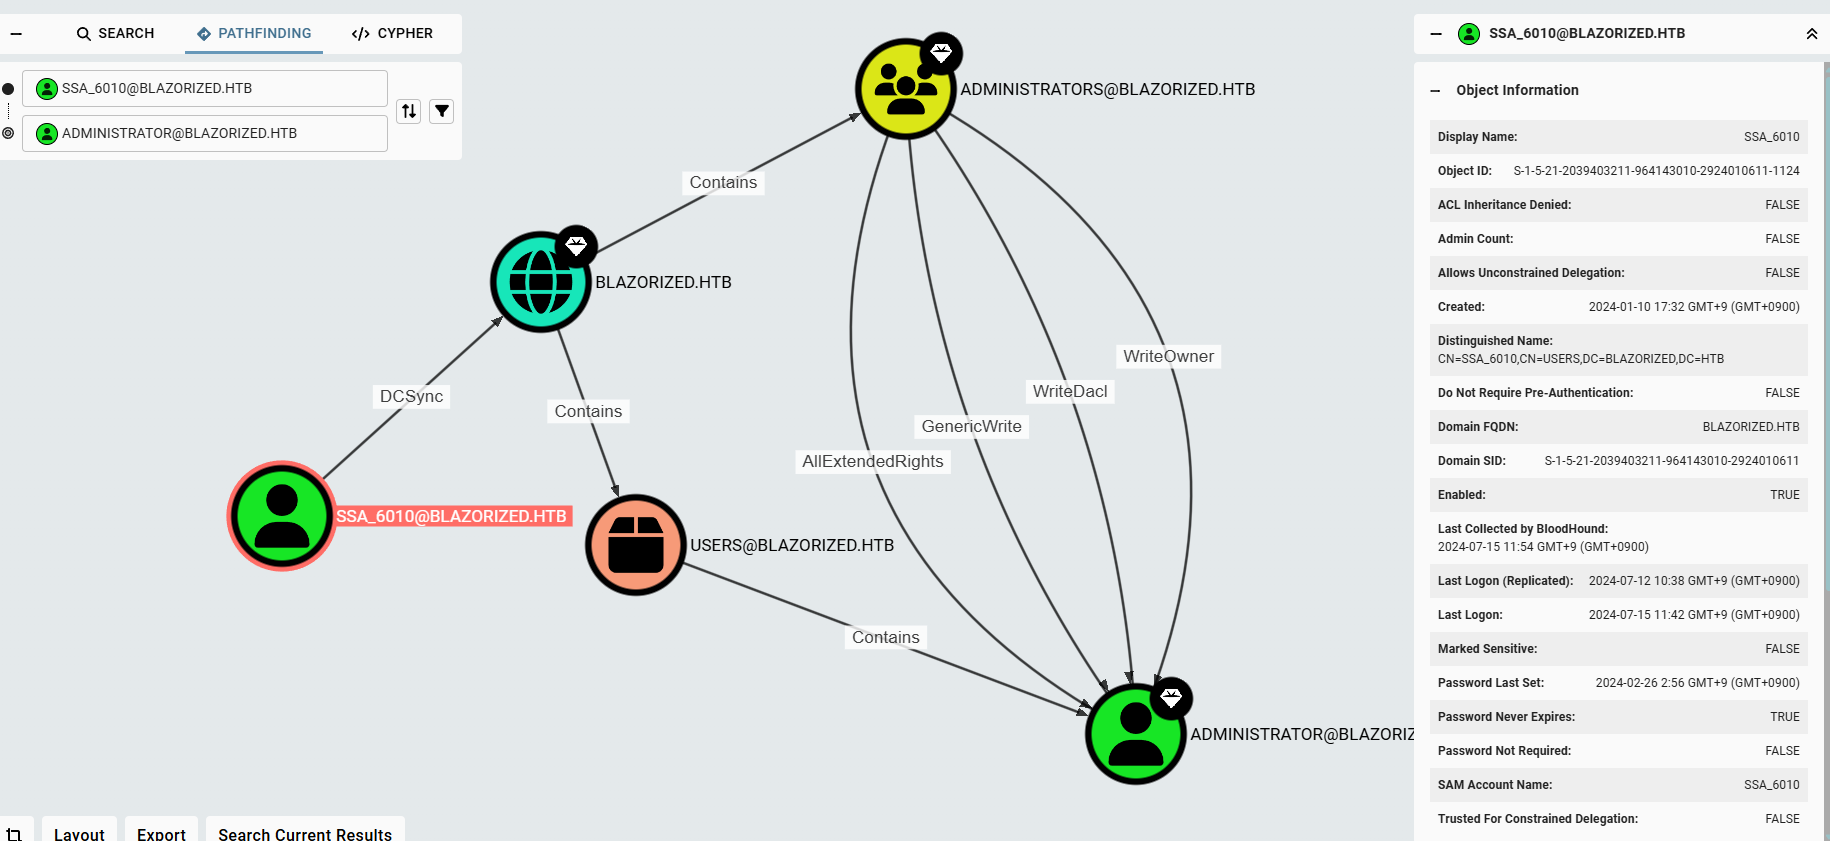 SEARCH
PATHFINDING
</> CYPHER
SSA_6010@BLAZORIZED.HTB
ADMINISTRATOR@BLAZORIZED.HTB
ADMINISTRATORS@BLAZORIZED.HTB
Contains
BLAZORIZED.HTB
WriteOwner
WriteDacl
DCSync
Contains
GenericWrite
AllExtendedRights
SSA_6010@BLAZORIZED.HTB
USERS@BLAZORIZED.HTB
Contains
ADMINISTRATOR@BLAZORIZ
Layout
Export
Search Current Results
SSA_6010@BLAZORIZED.HTB
Object Information
Display Name: SSA_6010
Object ID: S-1-5-21-2039403211-964143010-2924010611-1124
ACL Inheritance Denied: FALSE
Admin Count: FALSE
Allows Unconstrained Delegation: FALSE
Created: 2024-01-10 17:32 GMT+9 (GMT+0900)
Distinguished Name:
CN=SSA_6010,CN=USERS,DC=BLAZORIZED,DC=HTB
Do Not Require Pre-Authentication: FALSE
Domain FQDN: BLAZORIZED.HTB
Domain SID: S-1-5-21-2039403211-964143010-2924010611
Enabled: TRUE
Last Collected by BloodHound:
2024-07-15 11:54 GMT+9 (GMT+0900)
Last Logon (Replicated): 2024-07-12 10:38 GMT+9 (GMT+0900)
Last Logon: 2024-07-15 11:42 GMT+9 (GMT+0900)
Marked Sensitive: FALSE
Password Last Set: 2024-02-26 2:56 GMT+9 (GMT+0900)
Password Never Expires: TRUE
Password Not Required: FALSE
SAM Account Name: SSA_6010
Trusted For Constrained Delegation: FALSE